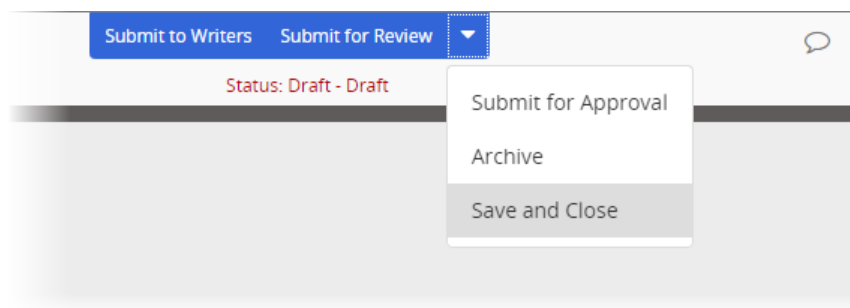 Submit to Writers Submit for Review
Status: Draft - Draft
Submit for Approval
Archive
Save and Close